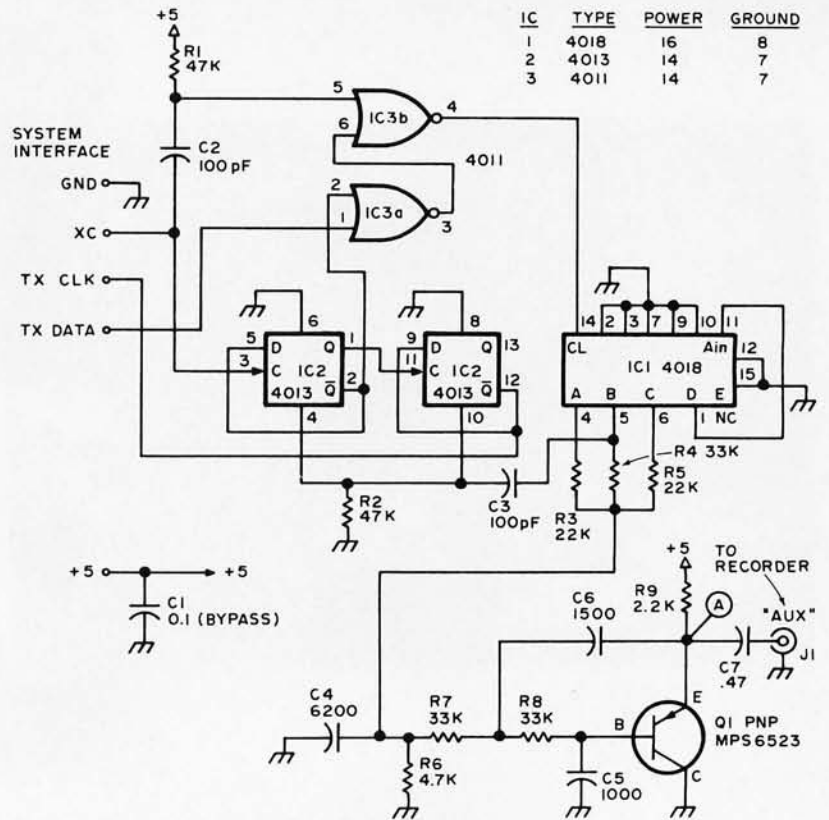 IC TYPE POWER GROUND
1 4018 16 8
2 4013 14 7
3 4011 14 7
+5
R1
47K
5
6
IC3b
4
4011
C2
100pF
SYSTEM
INTERFACE
GND
XC
TX CLK
TX DATA
2
1
IC3a
3
5 D
3 C
6
Q 1
IC2
4013
Q 2
4
9 D
11 C
8
Q 13
IC2
4013
Q 12
10
14 2 3 7 9 10 11
CL Ain 12
IC1 4018 15
A B C D E
4 5 6 1 NC
R4 33K
R5
22K
R3
22K
R2
47K
C3
100pF
+5 +5
C1
0.1 (BYPASS)
+5
R9
2.2K
A
TO
RECORDER
"AUX"
J1
C7
.47
C6
1500
C4
6200
R7
33K
R8
33K
R6
4.7K
C5
1000
B
E
C
Q1 PNP
MPS6523